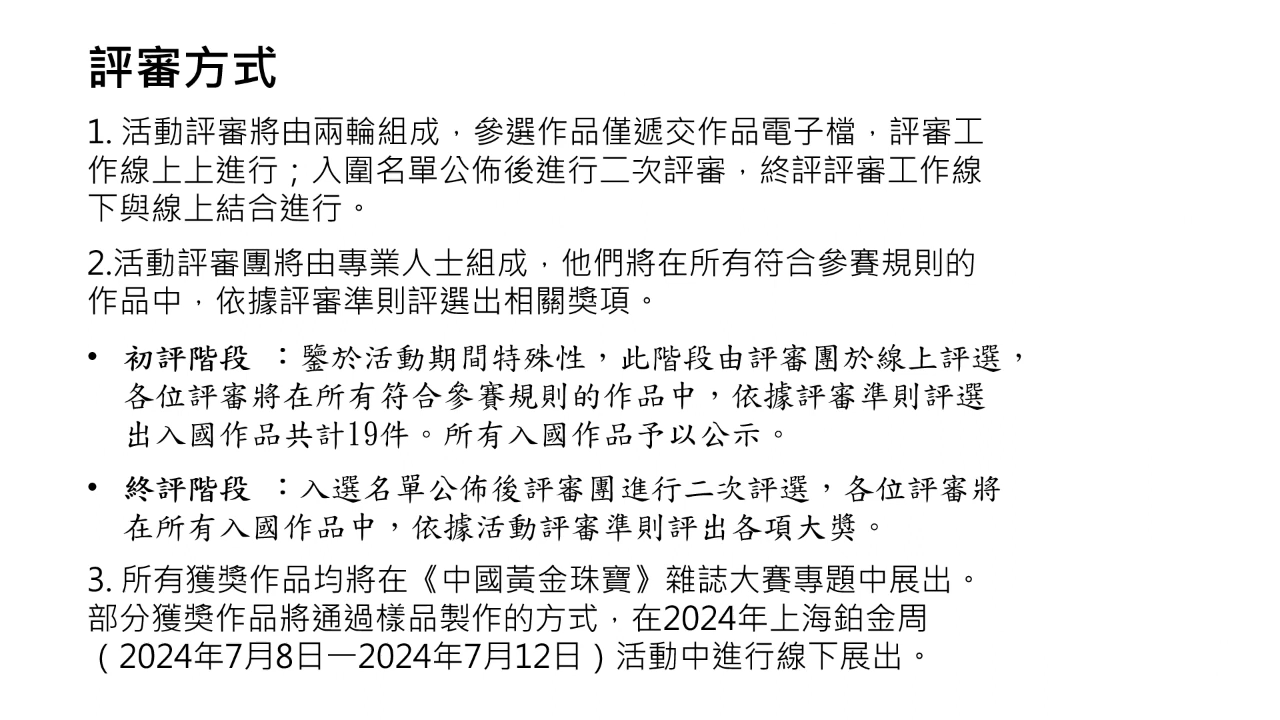 評審方式
1. 活動評審將由兩輪組成，參選作品僅遞交作品電子檔，評審工
作線上上進行；入圍名單公佈後進行二次評審，終評評審工作線
下與線上結合進行。
2.活動評審團將由專業人士組成，他們將在所有符合參賽規則的
作品中，依據評審準則評選出相關獎項。
• 初評階段 ：鑒於活動期間特殊性，此階段由評審團於線上評選，
各位評審將在所有符合參賽規則的作品中，依據評審準則評選
出入國作品共計19件。所有入國作品予以公示。
• 終評階段 ：入選名單公佈後評審團進行二次評選，各位評審將
在所有入國作品中，依據活動評審準則評出各項大獎。
3. 所有獲獎作品均將在《中國黃金珠寶》雜誌大賽專題中展出。
部分獲獎作品將通過樣品製作的方式，在2024年上海鉑金周
（2024年7月8日—2024年7月12日）活動中進行線下展出。